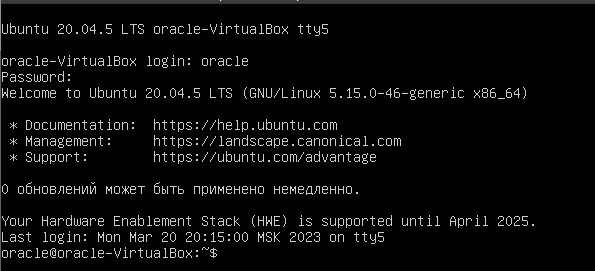 Ubuntu 20.04.5 LTS oracle-VirtualBox tty5
oracle-VirtualBox login: oracle
Password:
Welcome to Ubuntu 20.04.5 LTS (GNU/Linux 5.15.0-46-generic x86_64)
* Documentation:  https://help.ubuntu.com
* Management:     https://landscape.canonical.com
* Support:        https://ubuntu.com/advantage
0 обновлений может быть применено немедленно.
Your Hardware Enablement Stack (HWE) is supported until April 2025.
Last login: Mon Mar 20 20:15:00 MSK 2023 on tty5
oracle@oracle-VirtualBox:~$